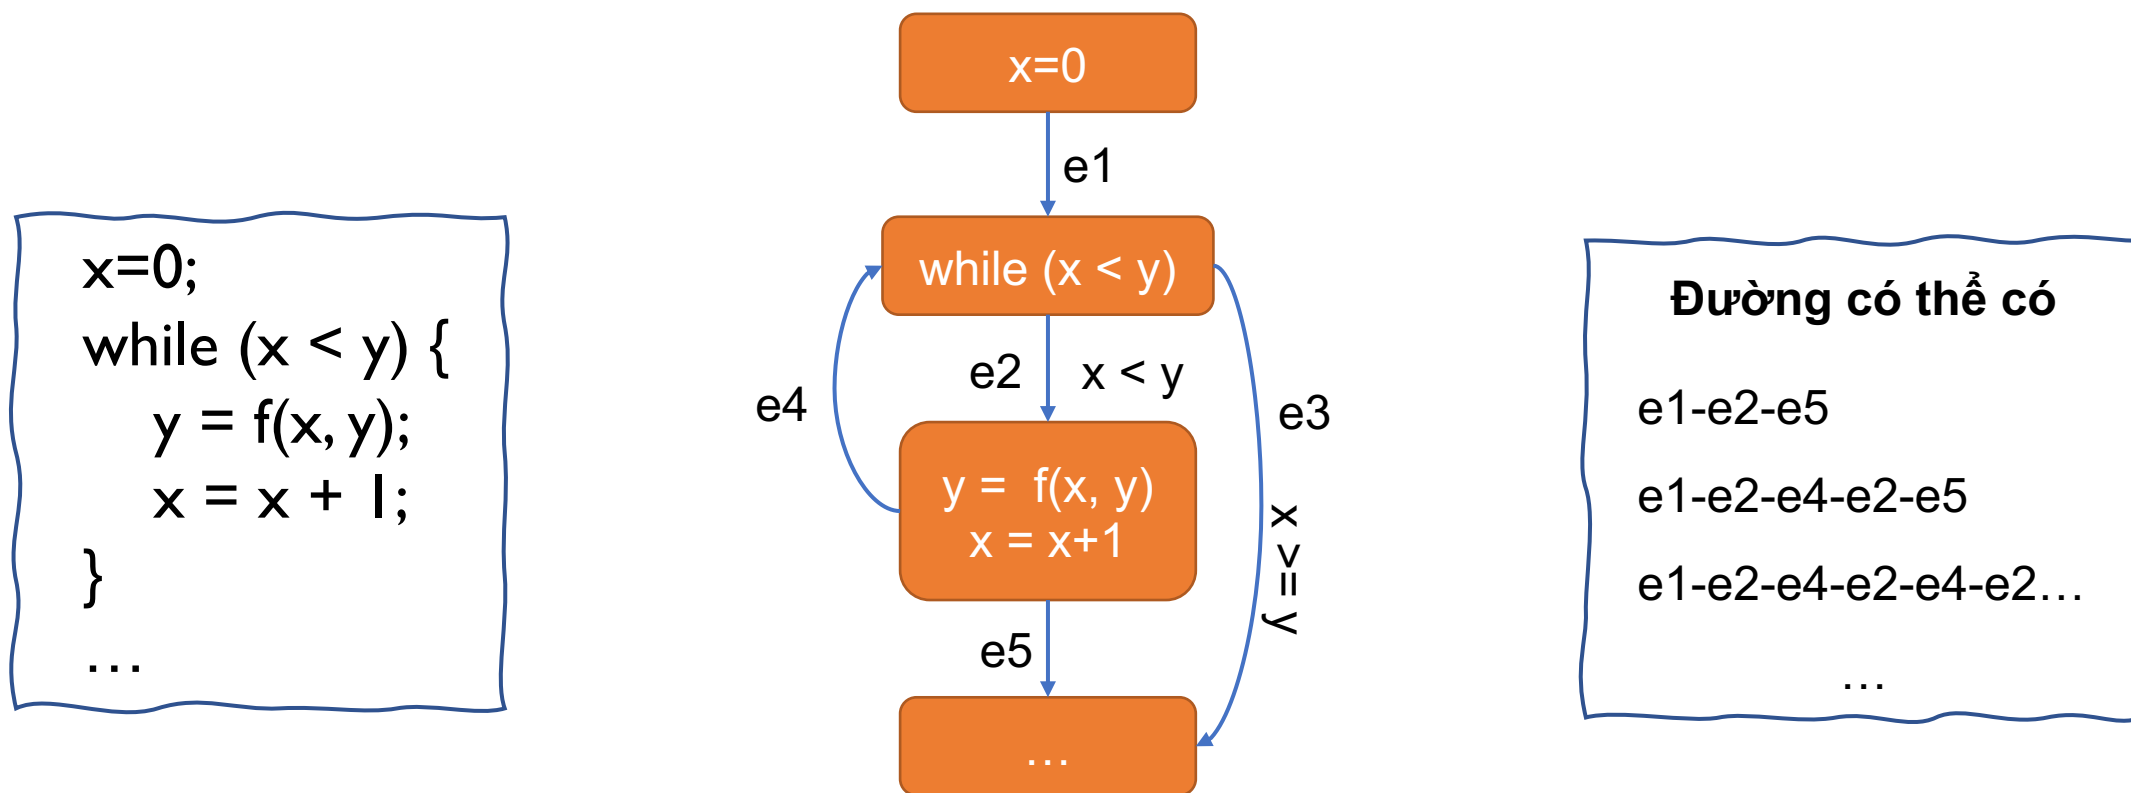 x=0;
while (x < y) {
y = f(x, y);
x = x + 1;
}
…
x=0
e1
while (x < y)
e2
x < y
e4
e3
y = f(x, y)
x = x+1
x >= y
e5
…
Đường có thể có
e1-e2-e5
e1-e2-e4-e2-e5
e1-e2-e4-e2-e4-e2…
…